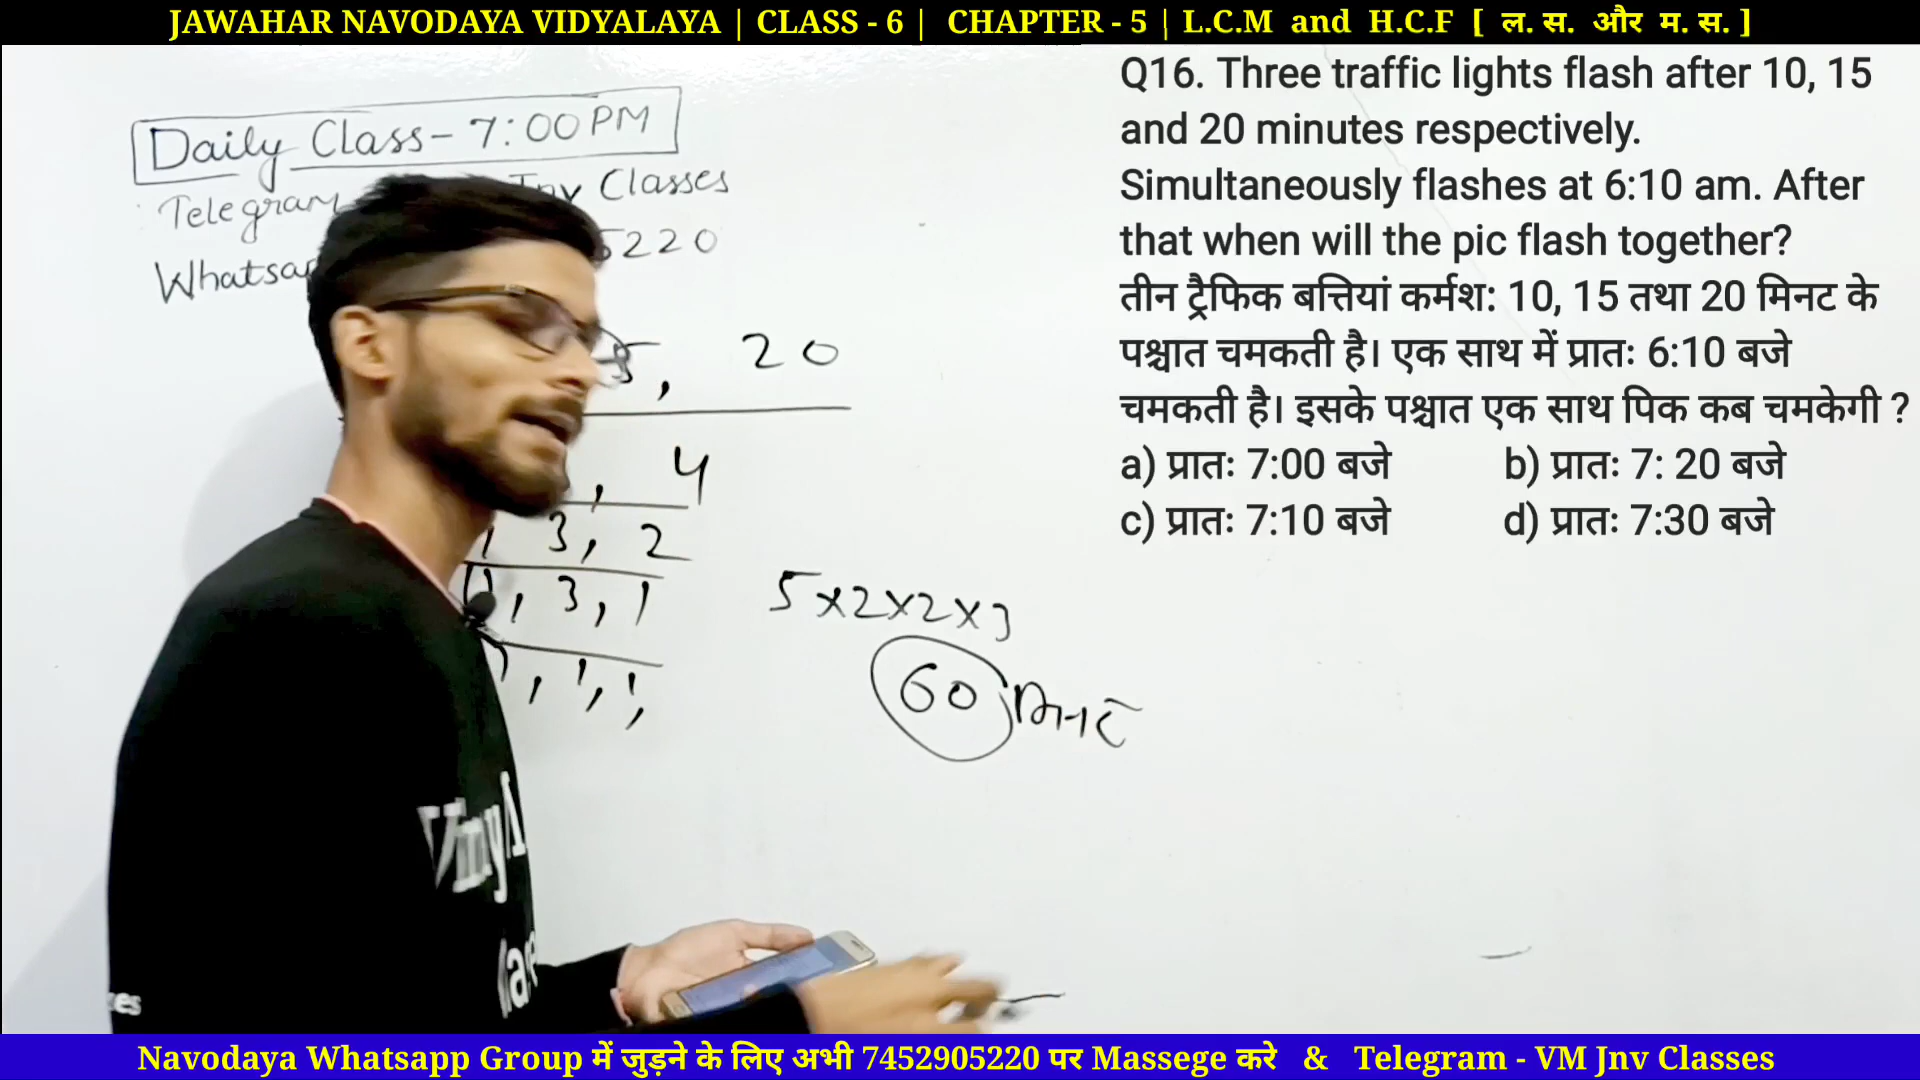 JAWAHAR NAVODAYA VIDYALAYA | CLASS - 6 | CHAPTER - 5 | L.C.M and H.C.F [ ल. स. और म. स. ]
Daily Class - 7:00 PM
Telegram Jnv Classes
5220
, 20
, 4
3, 2
, 3, 1
, 1, 1,
5×2×2×3
60 मिनट
Q16. Three traffic lights flash after 10, 15
and 20 minutes respectively.
Simultaneously flashes at 6:10 am. After
that when will the pic flash together?
तीन ट्रैफिक बत्तियां कर्मश: 10, 15 तथा 20 मिनट के
पश्चात चमकती है। एक साथ में प्रातः 6:10 बजे
चमकती है। इसके पश्चात एक साथ पिक कब चमकेगी ?
a) प्रातः 7:00 बजे b) प्रातः 7: 20 बजे
c) प्रातः 7:10 बजे d) प्रातः 7:30 बजे
Navodaya Whatsapp Group में जुड़ने के लिए अभी 7452905220 पर Massege करे & Telegram - VM Jnv Classes